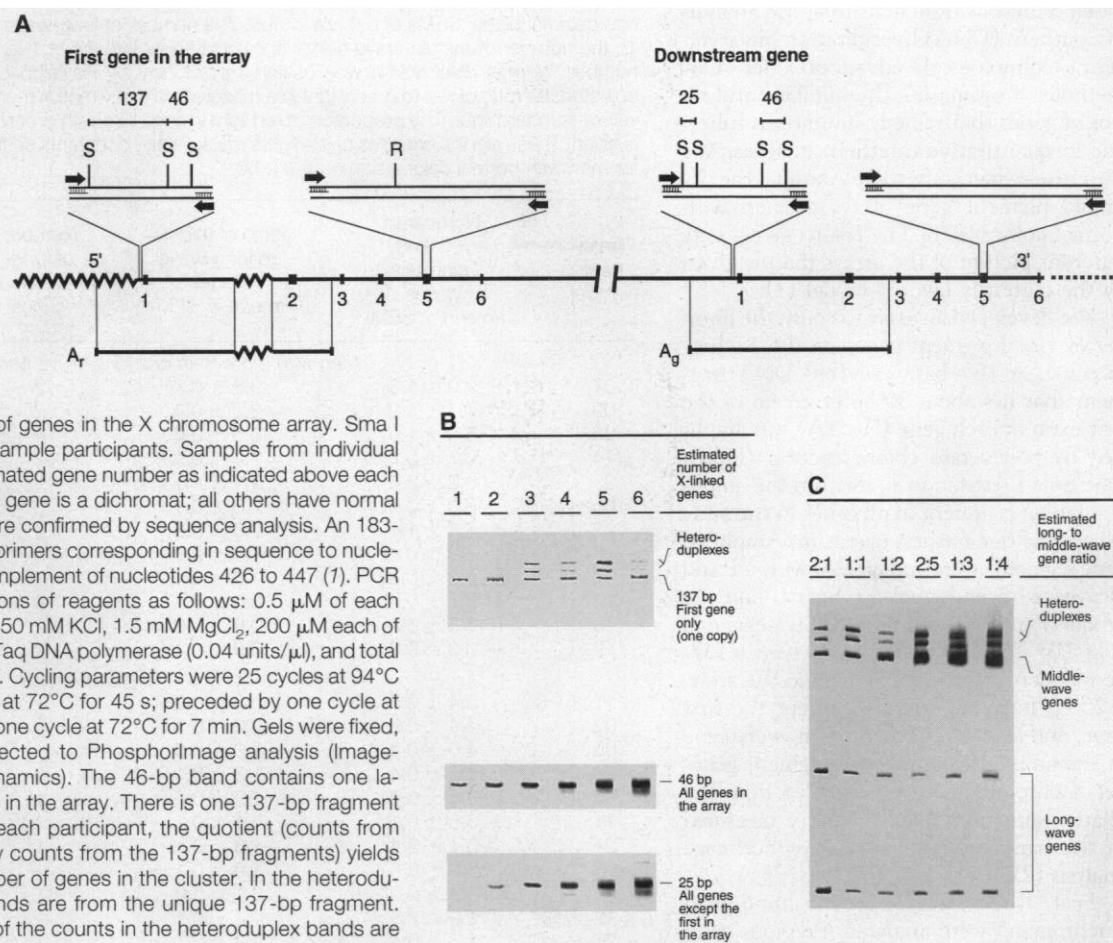 A
First gene in the array
Downstream gene
137 46
25 46
S S S
R
SS S S
5'
3'
1 2 3 4 5 6
1 2 3 4 5 6
Ar
Ag
of genes in the X chromosome array. Sma I
ample participants. Samples from individual
nated gene number as indicated above each
gene is a dichromat; all others have normal
re confirmed by sequence analysis. An 183-
primers corresponding in sequence to nucle-
nplement of nucleotides 426 to 447 (1). PCR
ons of reagents as follows: 0.5 μM of each
50 mM KCl, 1.5 mM MgCl2, 200 μM each of
Taq DNA polymerase (0.04 units/μl), and total
. Cycling parameters were 25 cycles at 94°C
at 72°C for 45 s; preceded by one cycle at
one cycle at 72°C for 7 min. Gels were fixed,
ected to PhosphorImage analysis (Image-
namics). The 46-bp band contains one la-
in the array. There is one 137-bp fragment
each participant, the quotient (counts from
y counts from the 137-bp fragments) yields
ber of genes in the cluster. In the heterodu-
nds are from the unique 137-bp fragment.
of the counts in the heteroduplex bands are
B
Estimated
number of
X-linked
genes
1 2 3 4 5 6
Hetero-
duplexes
137 bp
First gene
only
(one copy)
46 bp
All genes in
the array
25 bp
All genes
except the
first in
the array
C
Estimated
long- to
middle-wave
gene ratio
2:1 1:1 1:2 2:5 1:3 1:4
Hetero-
duplexes
Middle-
wave
genes
Long-
wave
genes